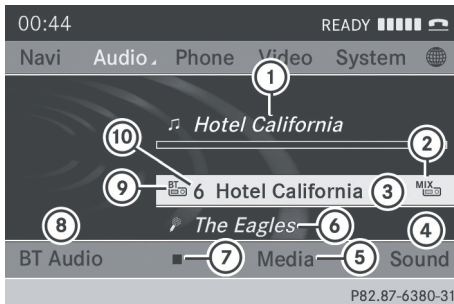 00:44 READY
Navi Audio Phone Video System
1
♫ Hotel California
10 2
9 BT 6 Hotel California 3 MIX
8 The Eagles 6 4
BT Audio ■ 7 Media 5 Sound
P82.87-6380-31